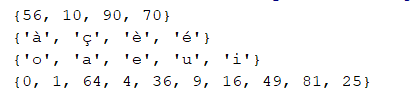 {56, 10, 90, 70}
{'à', 'ç', 'è', 'é'}
{'o', 'a', 'e', 'u', 'i'}
{0, 1, 64, 4, 36, 9, 16, 49, 81, 25}